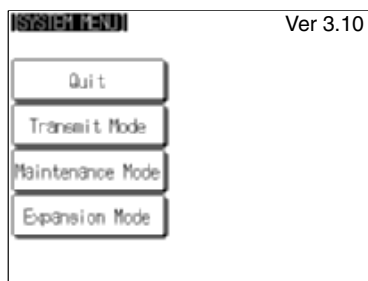 [SYSTEM MENU]
Ver 3.10
Quit
Transmit Mode
Maintenance Mode
Expansion Mode